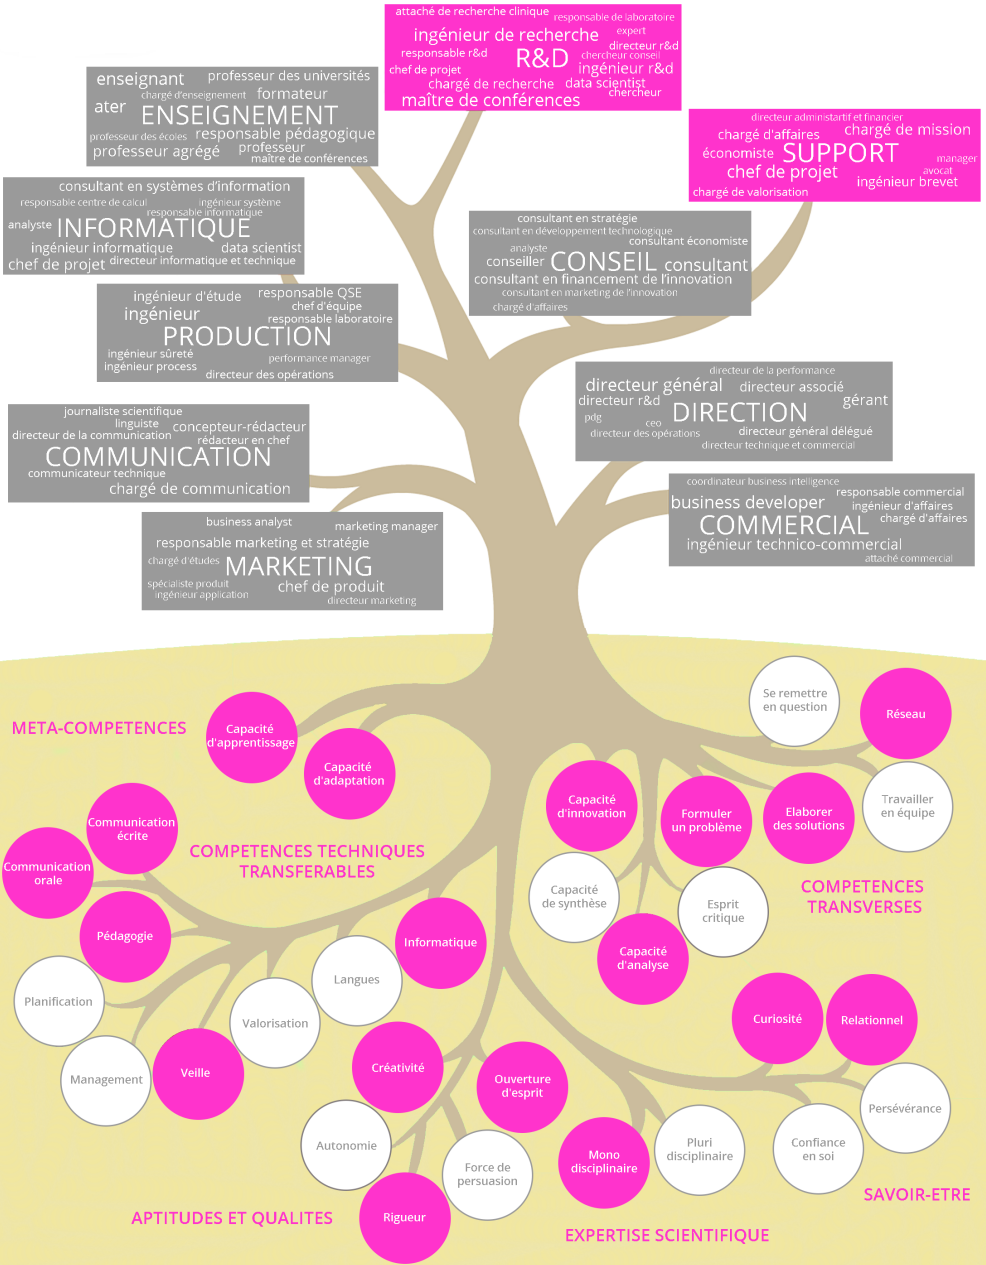 attaché de recherche clinique
responsable de laboratoire
expert
ingénieur de recherche
directeur r&d
responsable r&d
R&D
chercheur conseil
chef de projet
ingénieur r&d
chargé de recherche
data scientist
chercheur
maître de conférences
enseignant
professeur des universités
chargé d'enseignement
formateur
ater
ENSEIGNEMENT
professeur des écoles
responsable pédagogique
professeur agrégé
professeur
maître de conférences
directeur administartif et financier
chargé d'affaires
chargé de mission
économiste
SUPPORT
manager
chef de projet
avocat
ingénieur brevet
chargé de valorisation
consultant en systèmes d'information
responsable centre de calcul
ingénieur système
responsable informatique
analyste
INFORMATIQUE
ingénieur informatique
data scientist
chef de projet
directeur informatique et technique
consultant en stratégie
consultant en développement technologique
consultant économiste
analyste
conseiller
CONSEIL
consultant
consultant en financement de l'innovation
consultant en marketing de l'innovation
chargé d'affaires
ingénieur d'étude
responsable QSE
chef d'équipe
ingénieur
responsable laboratoire
PRODUCTION
ingénieur sûreté
performance manager
ingénieur process
directeur des opérations
directeur de la performance
directeur général
directeur associé
directeur r&d
gérant
DIRECTION
pdg
ceo
directeur des opérations
directeur général délégué
directeur technique et commercial
journaliste scientifique
linguiste
concepteur-rédacteur
directeur de la communication
rédacteur en chef
COMMUNICATION
communicateur technique
chargé de communication
coordinateur business intelligence
responsable commercial
business developer
ingénieur d'affaires
COMMERCIAL
chargé d'affaires
ingénieur technico-commercial
attaché commercial
business analyst
marketing manager
responsable marketing et stratégie
chargé d'études
MARKETING
spécialiste produit
chef de produit
ingénieur application
directeur marketing
META-COMPETENCES
Capacité
d'apprentissage
Capacité
d'adaptation
Se remettre
en question
Réseau
Travailler
en équipe
Capacité
d'innovation
Formuler
un problème
Elaborer
des solutions
Capacité
de synthèse
Esprit
critique
Capacité
d'analyse
COMPETENCES
TRANSVERSES
COMPETENCES TECHNIQUES
TRANSFERABLES
Communication
écrite
Communication
orale
Pédagogie
Planification
Management
Veille
Valorisation
Langues
Informatique
Créativité
Ouverture
d'esprit
Autonomie
Force de
persuasion
Rigueur
APTITUDES ET QUALITES
Mono
disciplinaire
Pluri
disciplinaire
EXPERTISE SCIENTIFIQUE
Curiosité
Relationnel
Persévérance
Confiance
en soi
SAVOIR-ETRE